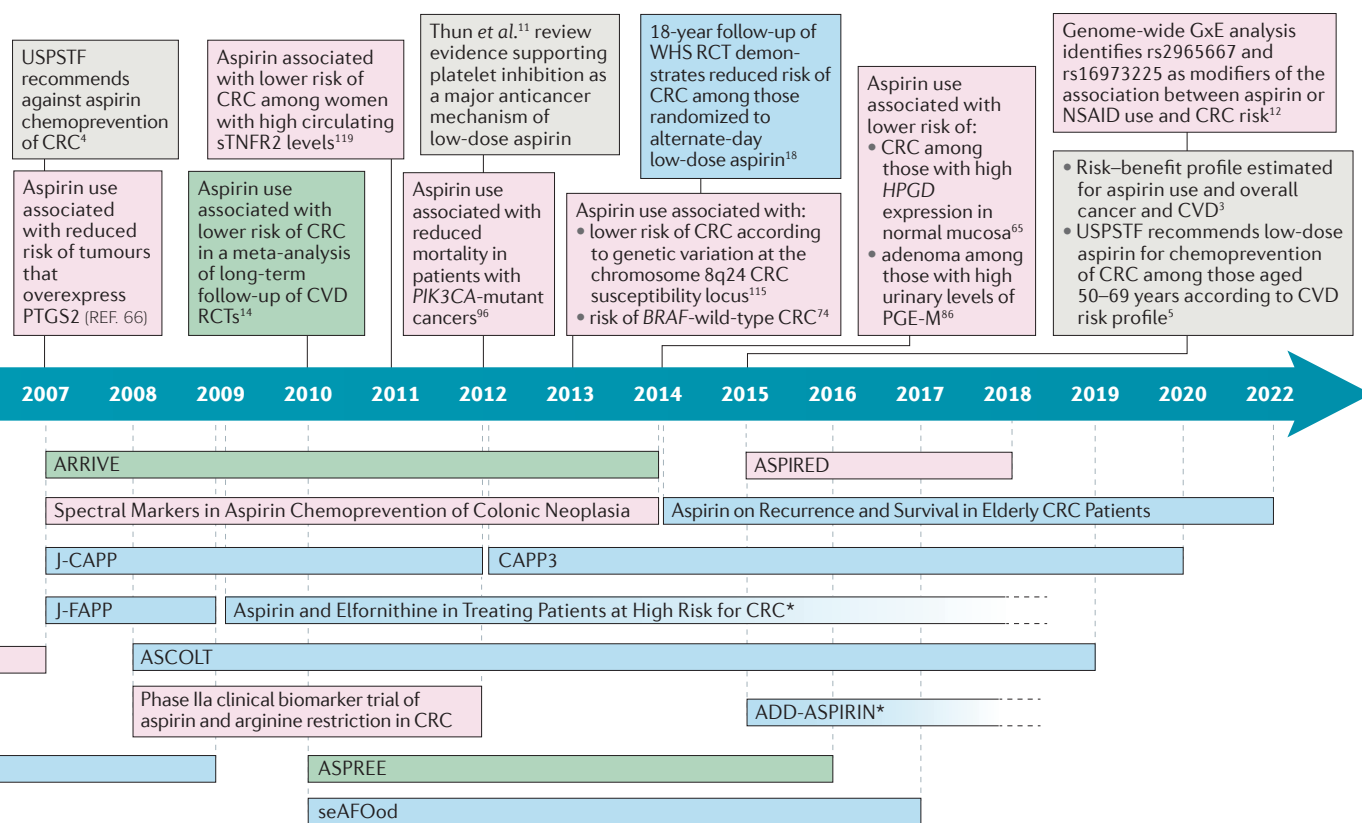 USPSTF
recommends
against aspirin
chemoprevention
of CRC⁴
Aspirin associated
with lower risk of
CRC among women
with high circulating
sTNFR2 levels¹¹⁹
Thun et al.¹¹ review
evidence supporting
platelet inhibition as
a major anticancer
mechanism of
low-dose aspirin
18-year follow-up of
WHS RCT demon-
strates reduced risk of
CRC among those
randomized to
alternate-day
low-dose aspirin¹⁸
Aspirin use
associated with
lower risk of:
• CRC among
those with high
HPGD
expression in
normal mucosa⁶⁵
• adenoma among
those with high
urinary levels of
PGE-M⁸⁶
Genome-wide GxE analysis
identifies rs2965667 and
rs16973225 as modifiers of the
association between aspirin or
NSAID use and CRC risk¹²
Aspirin use
associated
with reduced
risk of tumours
that
overexpress
PTGS2 (REF. 66)
Aspirin use
associated with
lower risk of CRC
in a meta-analysis
of long-term
follow-up of CVD
RCTs¹⁴
Aspirin use
associated with
reduced
mortality in
patients with
PIK3CA-mutant
cancers⁹⁶
Aspirin use associated with:
• lower risk of CRC according
to genetic variation at the
chromosome 8q24 CRC
susceptibility locus¹¹⁵
• risk of BRAF-wild-type CRC⁷⁴
• Risk–benefit profile estimated
for aspirin use and overall
cancer and CVD³
• USPSTF recommends low-dose
aspirin for chemoprevention
of CRC among those aged
50–69 years according to CVD
risk profile⁵
2007 2008 2009 2010 2011 2012 2013 2014 2015 2016 2017 2018 2019 2020 2022
ARRIVE
ASPIRED
Spectral Markers in Aspirin Chemoprevention of Colonic Neoplasia
Aspirin on Recurrence and Survival in Elderly CRC Patients
J-CAPP
CAPP3
J-FAPP
Aspirin and Elfornithine in Treating Patients at High Risk for CRC*
ASCOLT
Phase IIa clinical biomarker trial of
aspirin and arginine restriction in CRC
ADD-ASPIRIN*
ASPREE
seAFOod